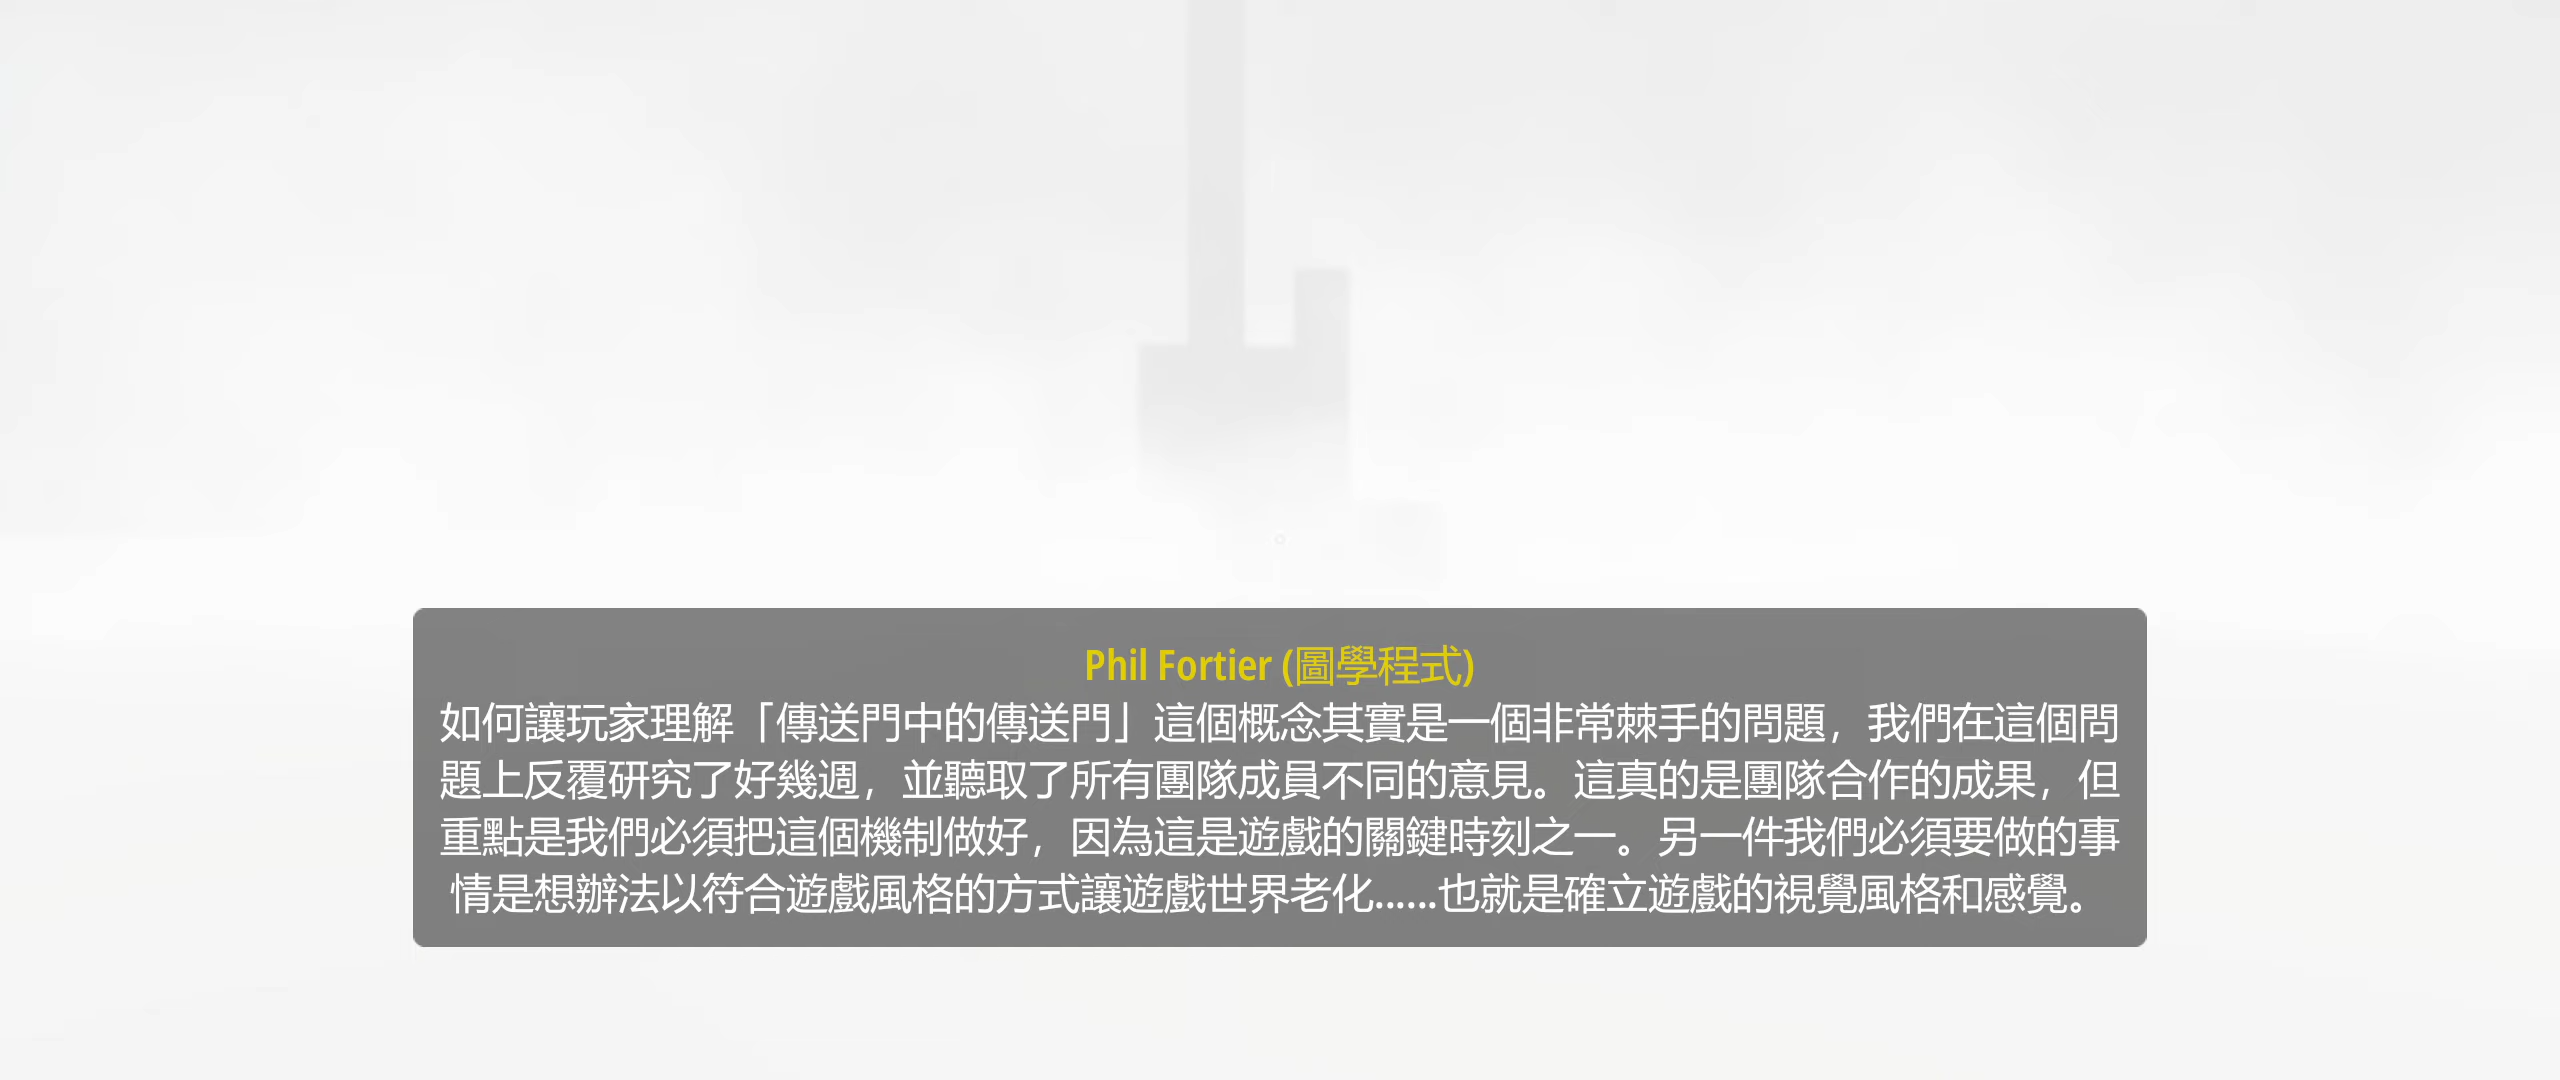 Phil Fortier (圖學程式)
如何讓玩家理解「傳送門中的傳送門」這個概念其實是一個非常棘手的問題，我們在這個問
題上反覆研究了好幾週，並聽取了所有團隊成員不同的意見。這真的是團隊合作的成果，但
重點是我們必須把這個機制做好，因為這是遊戲的關鍵時刻之一。另一件我們必須要做的事
情是想辦法以符合遊戲風格的方式讓遊戲世界老化......也就是確立遊戲的視覺風格和感覺。